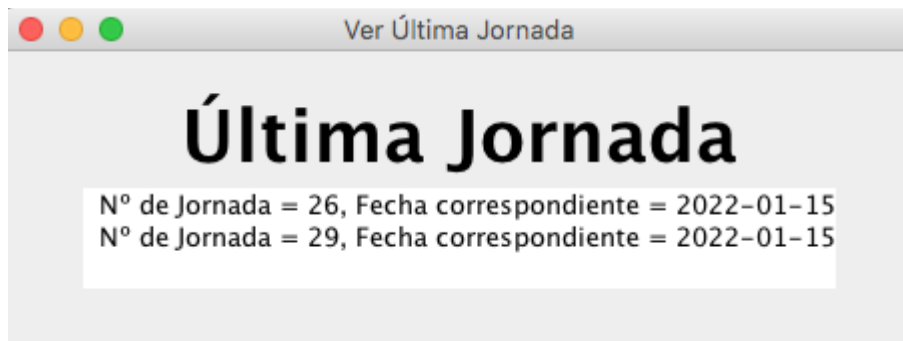 Ver Última Jornada
Última Jornada
Nº de Jornada = 26, Fecha correspondiente = 2022-01-15
Nº de Jornada = 29, Fecha correspondiente = 2022-01-15